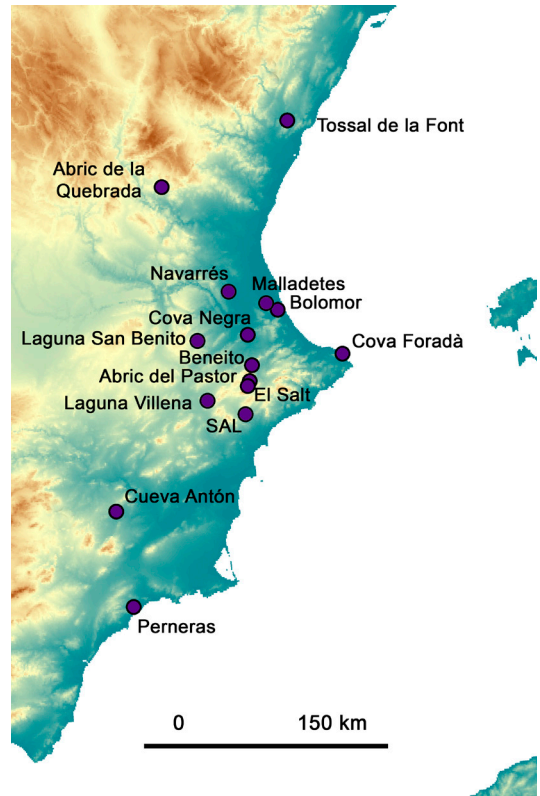 Tossal de la Font
Abric de la
Quebrada
Navarrés
Malladetes
Bolomor
Cova Negra
Laguna San Benito
Cova Foradà
Beneito
Abric del Pastor
El Salt
Laguna Villena
SAL
Cueva Antón
Perneras
0 150 km